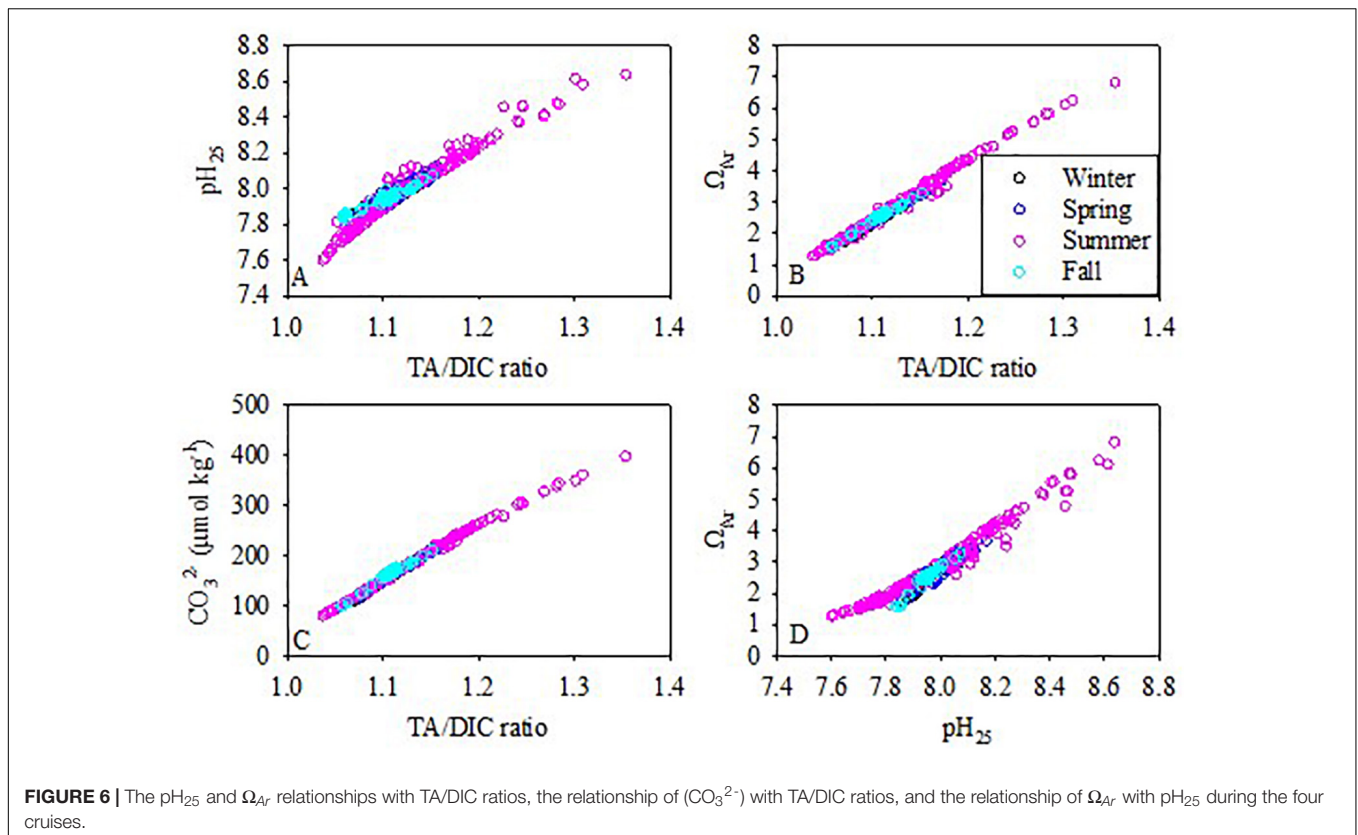 8.8
8.6
8.4
8.2
8.0
7.8
7.6
7.4
pH25
A
1.0 1.1 1.2 1.3 1.4
TA/DIC ratio
8
7
6
5
4
3
2
1
0
ΩAr
B
Winter
Spring
Summer
Fall
1.0 1.1 1.2 1.3 1.4
TA/DIC ratio
500
400
300
200
100
0
CO3 2- (µmol kg-1)
C
1.0 1.1 1.2 1.3 1.4
TA/DIC ratio
8
7
6
5
4
3
2
1
0
ΩAr
D
7.4 7.6 7.8 8.0 8.2 8.4 8.6 8.8
pH25
FIGURE 6 | The pH25 and ΩAr relationships with TA/DIC ratios, the relationship of (CO3 2-) with TA/DIC ratios, and the relationship of ΩAr with pH25 during the four
cruises.